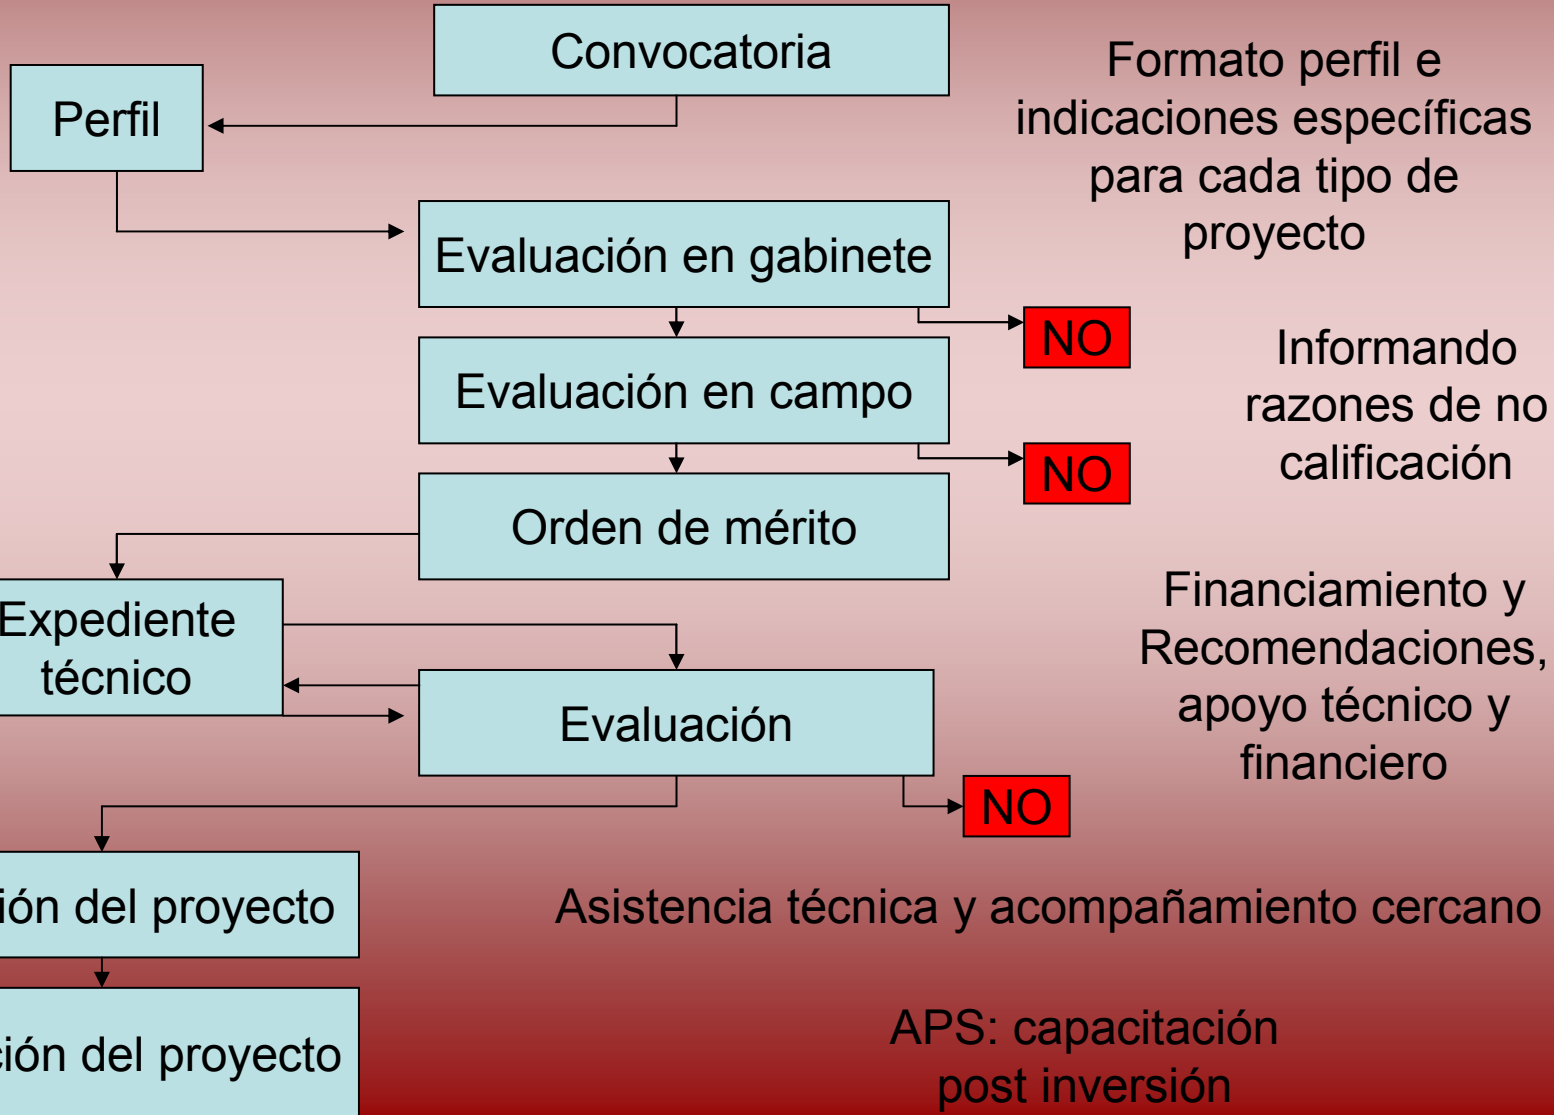 Convocatoria
Perfil
Formato perfil e
indicaciones específicas
para cada tipo de
proyecto
Evaluación en gabinete
NO
Evaluación en campo
Informando
razones de no
calificación
NO
Orden de mérito
Expediente
técnico
Financiamiento y
Recomendaciones,
apoyo técnico y
financiero
Evaluación
NO
del proyecto
Asistencia técnica y acompañamiento cercano
del proyecto
APS: capacitación
post inversión